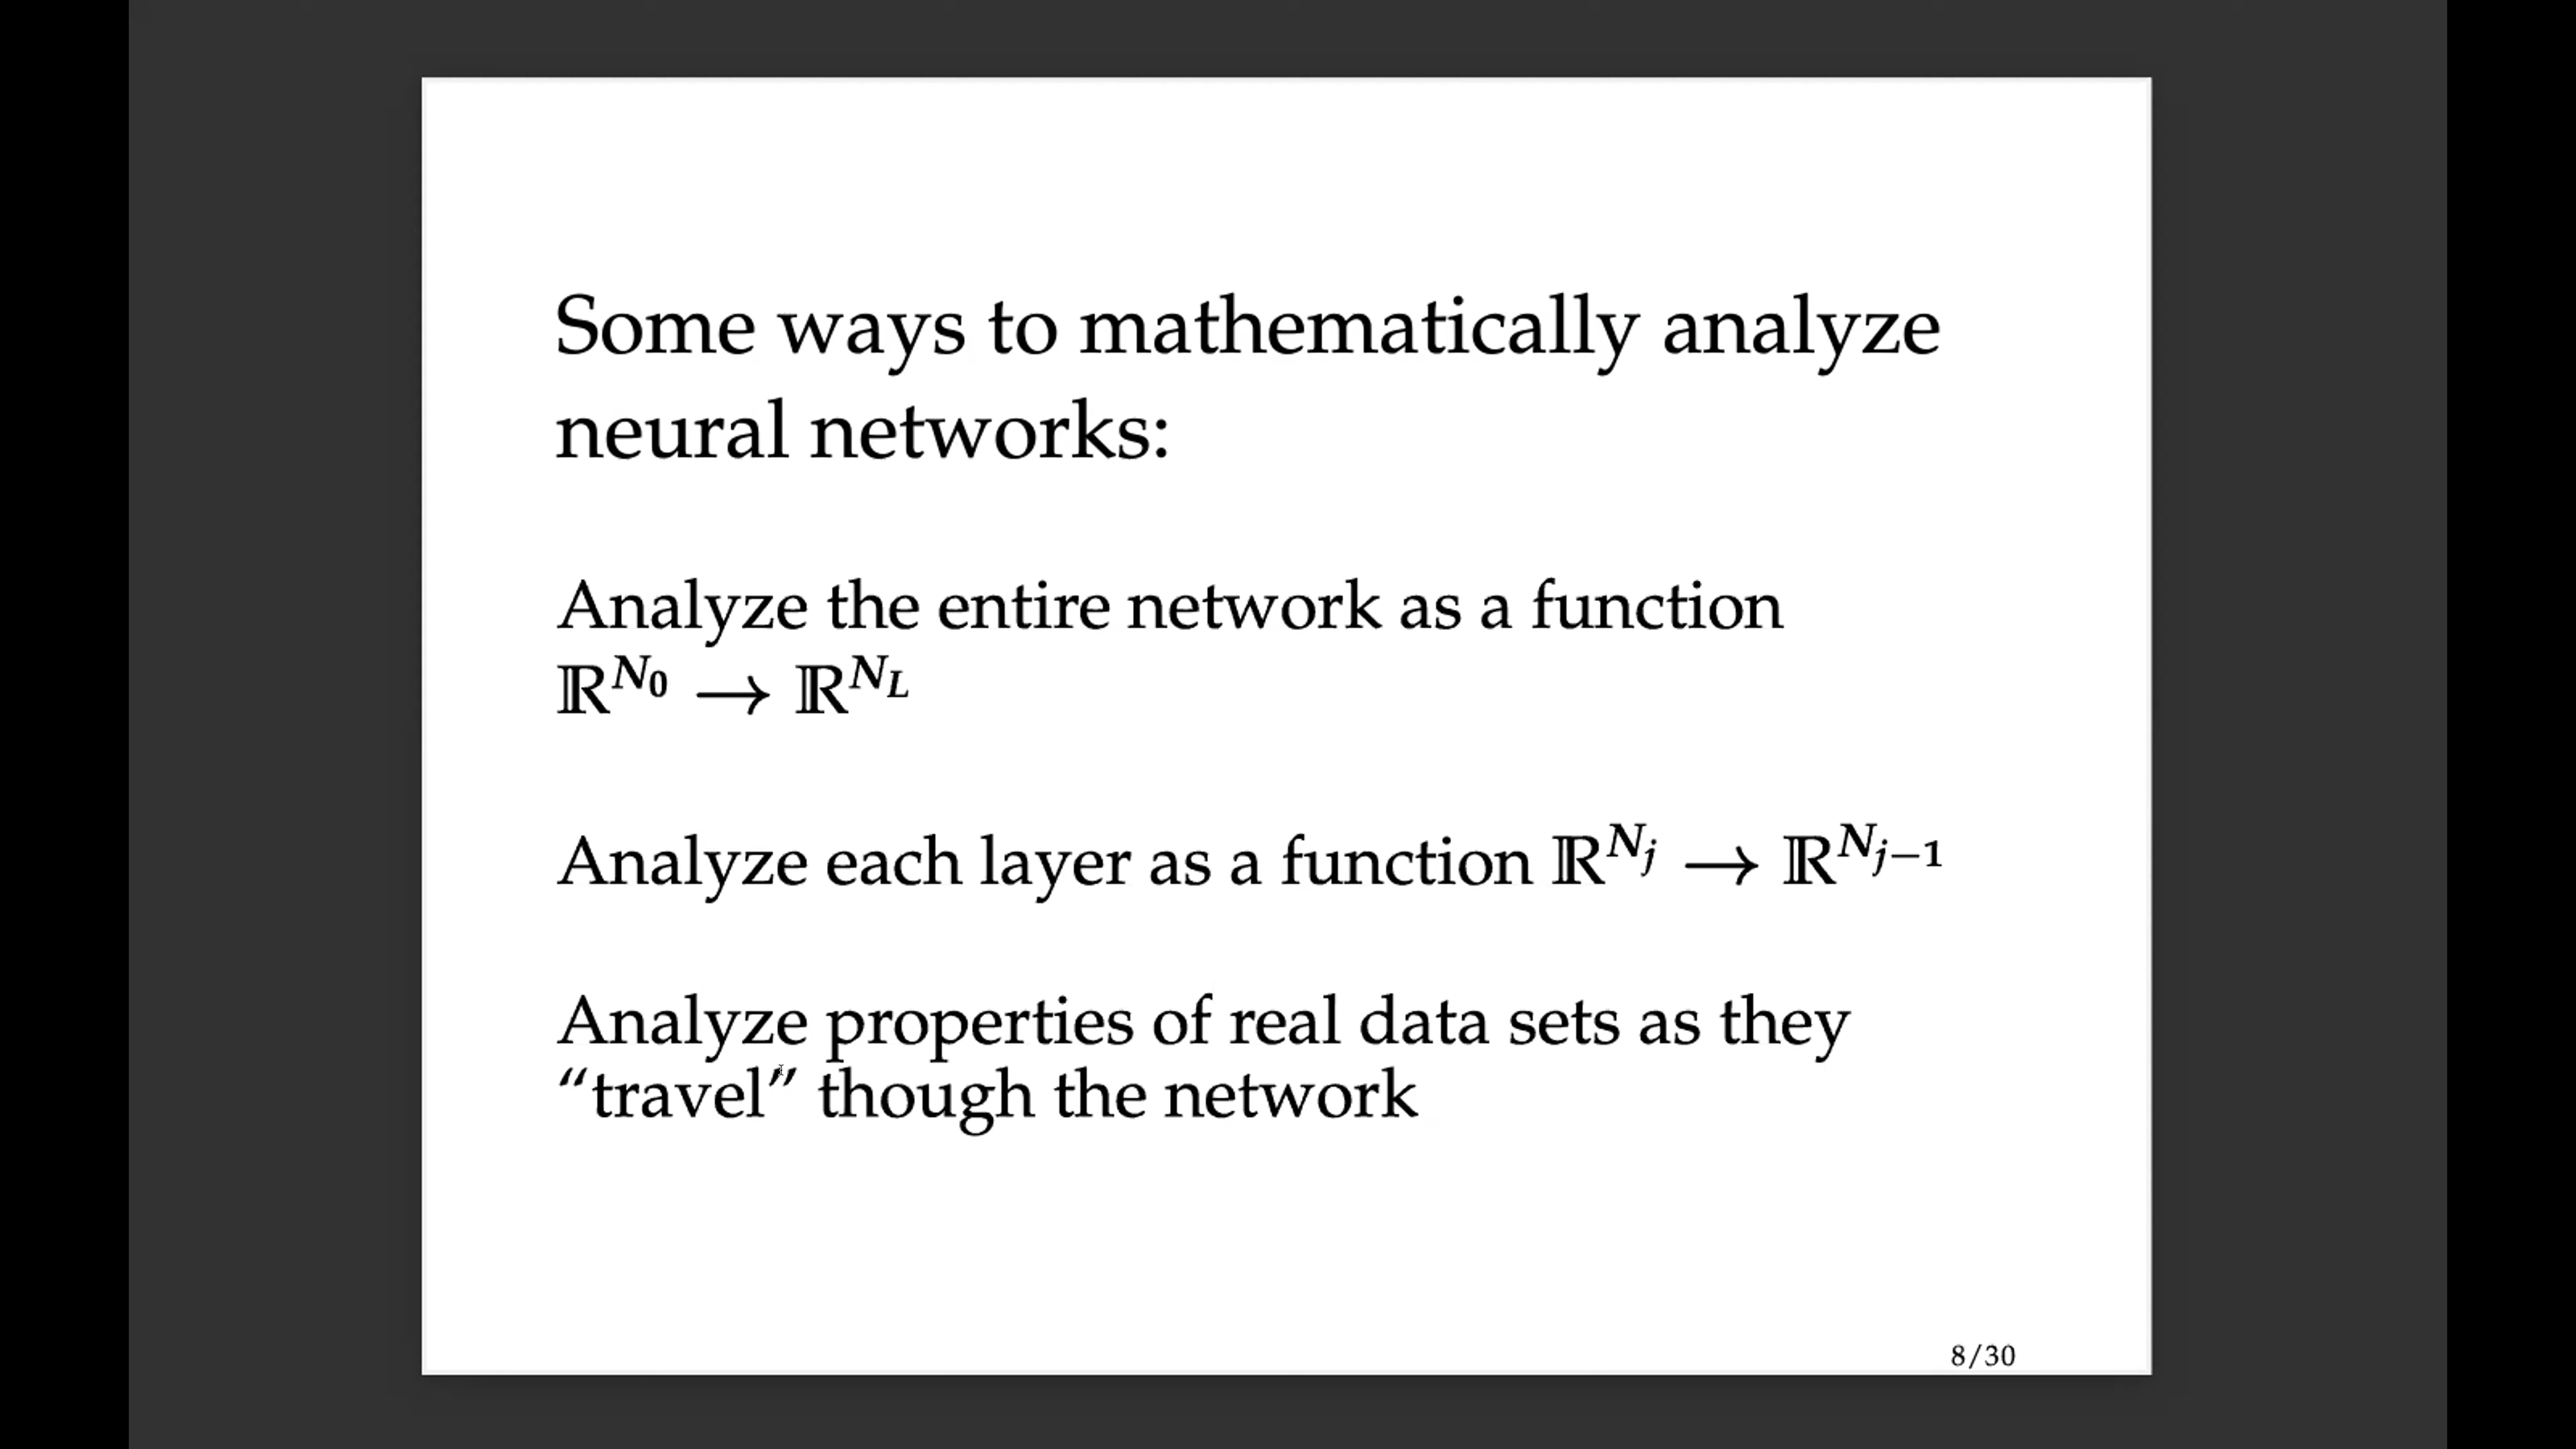 Some ways to mathematically analyze
neural networks:
Analyze the entire network as a function
ℝ^{N_0} → ℝ^{N_L}
Analyze each layer as a function ℝ^{N_j} → ℝ^{N_{j−1}}
Analyze properties of real data sets as they
“travel” though the network
8/30